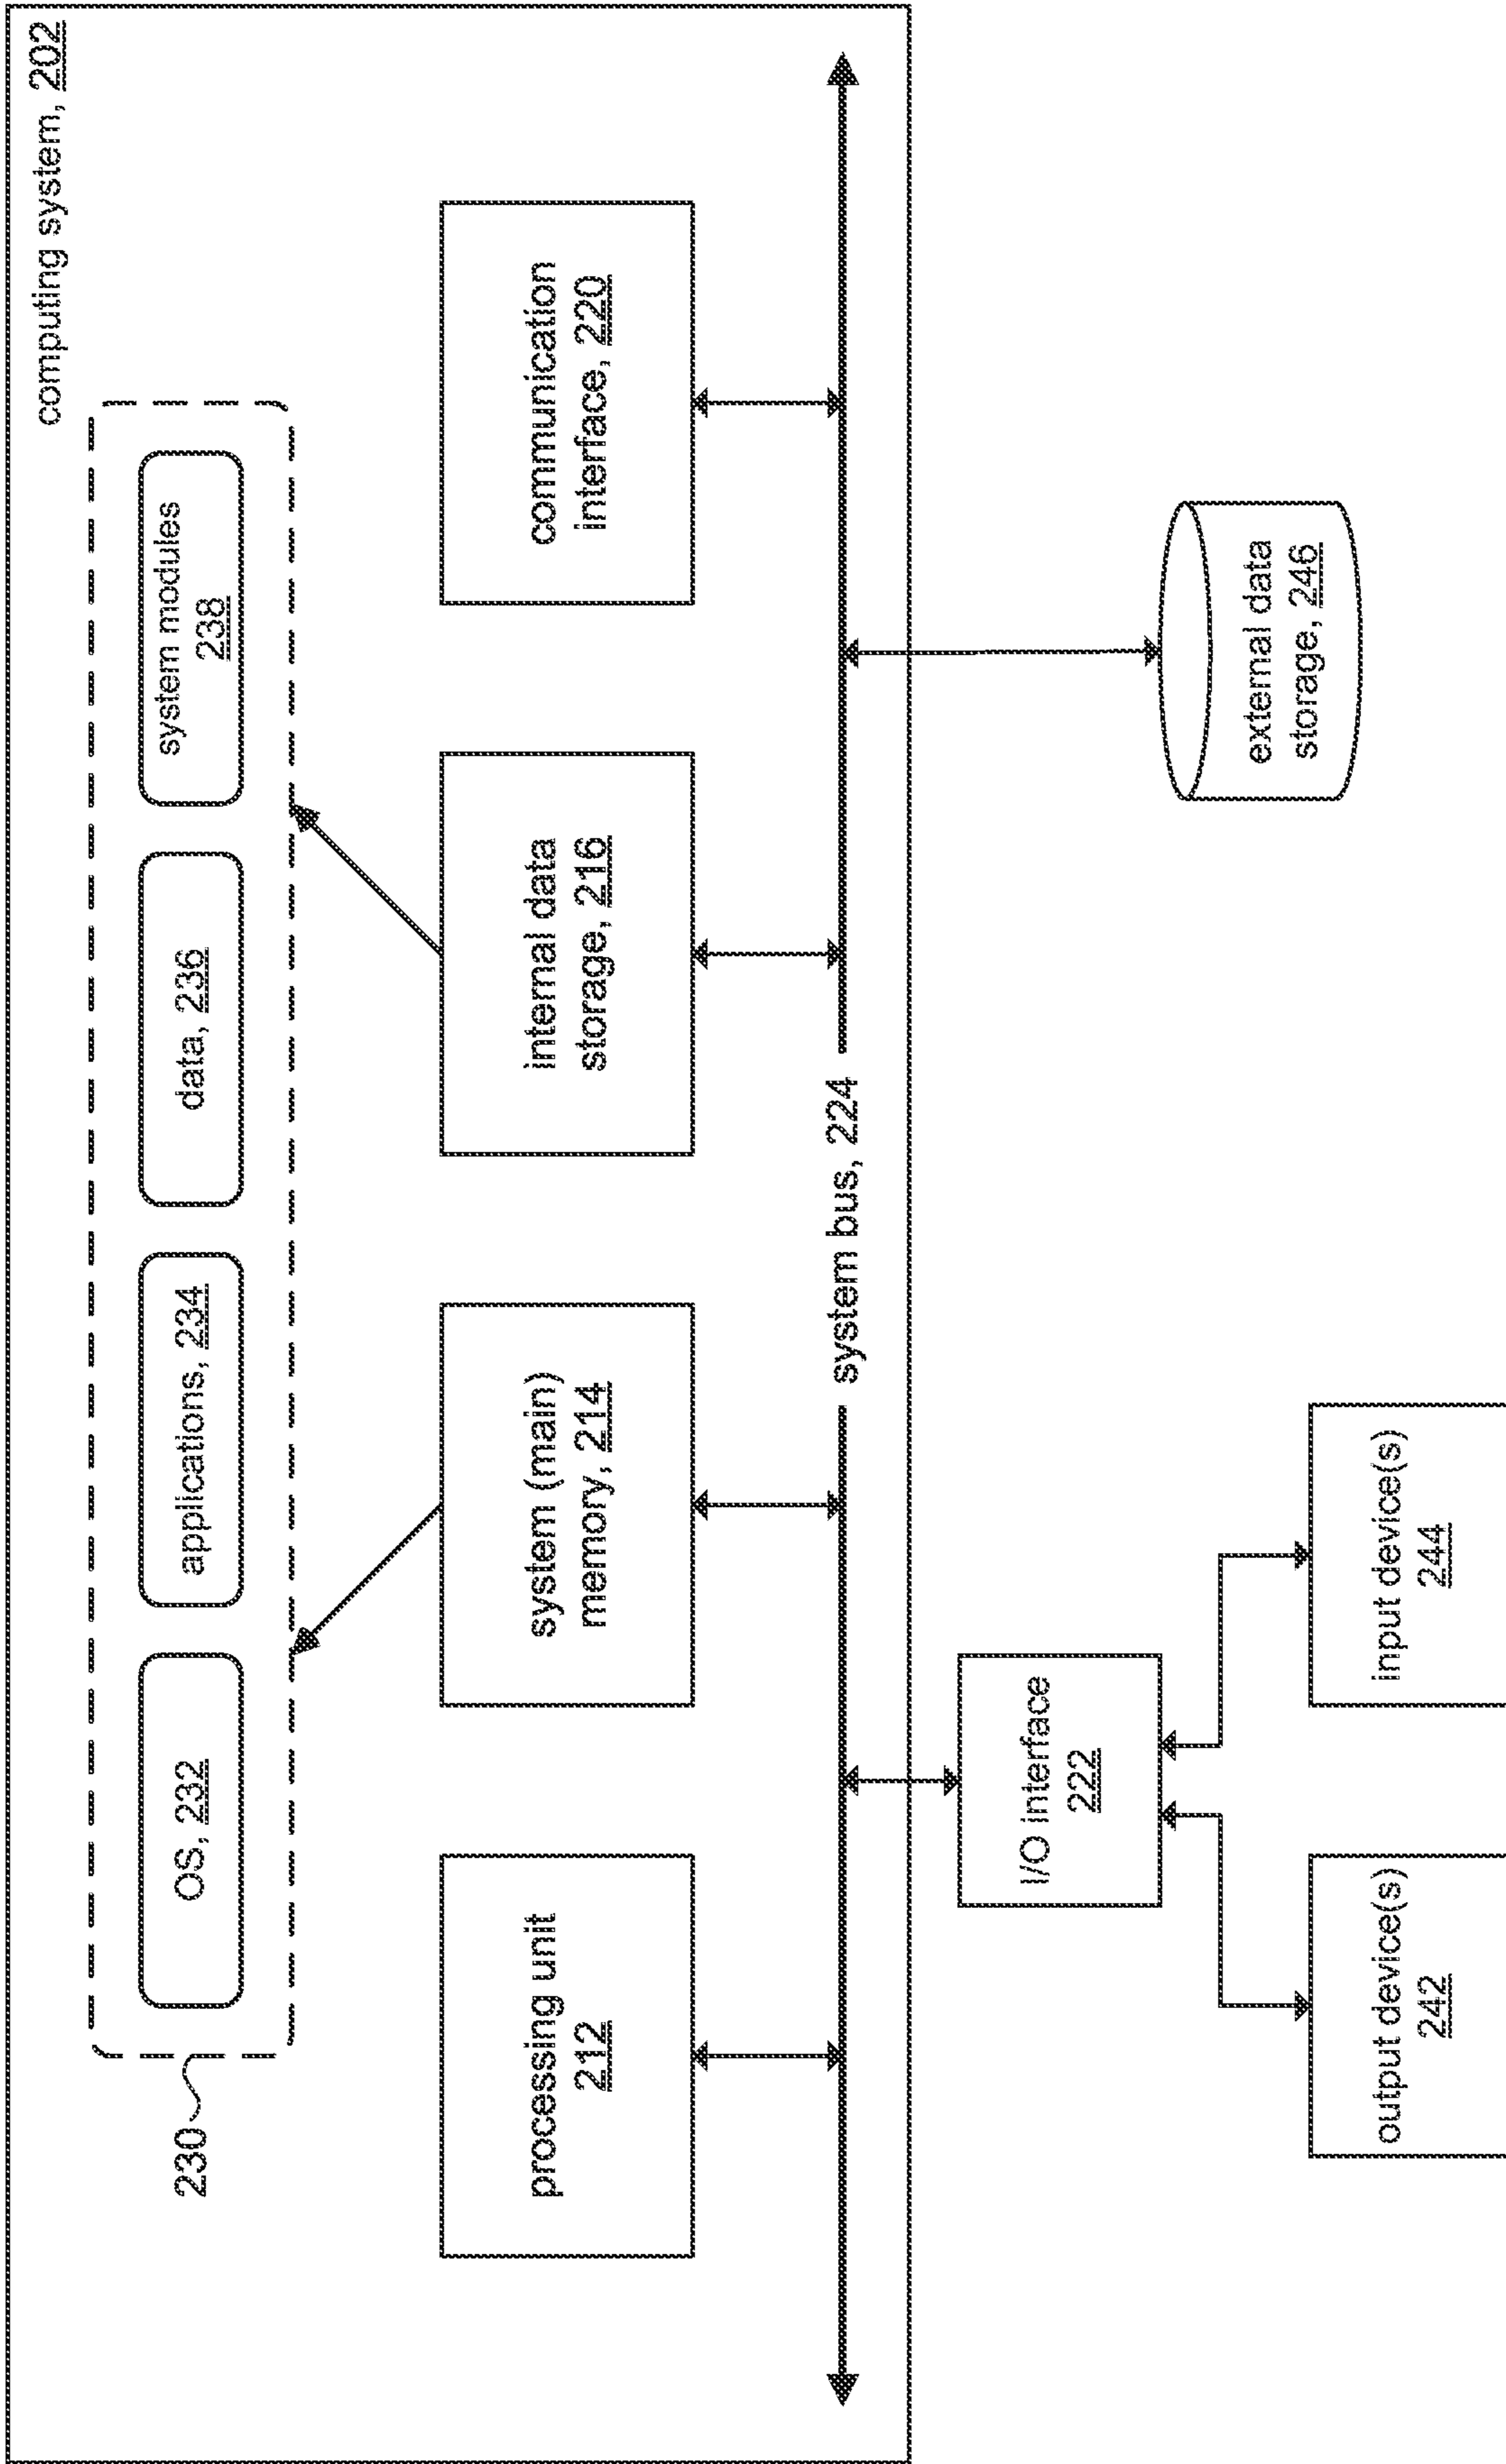 computing system, 202
230
OS, 232
applications, 234
data, 236
system modules
238
processing unit
212
system (main)
memory, 214
internal data
storage, 216
communication
interface, 220
system bus, 224
I/O interface
222
external data
storage, 246
output device(s)
242
input device(s)
244